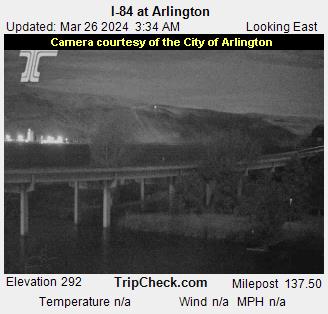 I-84 at Arlington
Updated: Mar 26 2024 3:34 AM Looking East
Camera courtesy of the City of Arlington
Elevation 292 TripCheck.com Milepost 137.50
Temperature n/a Wind n/a MPH n/a